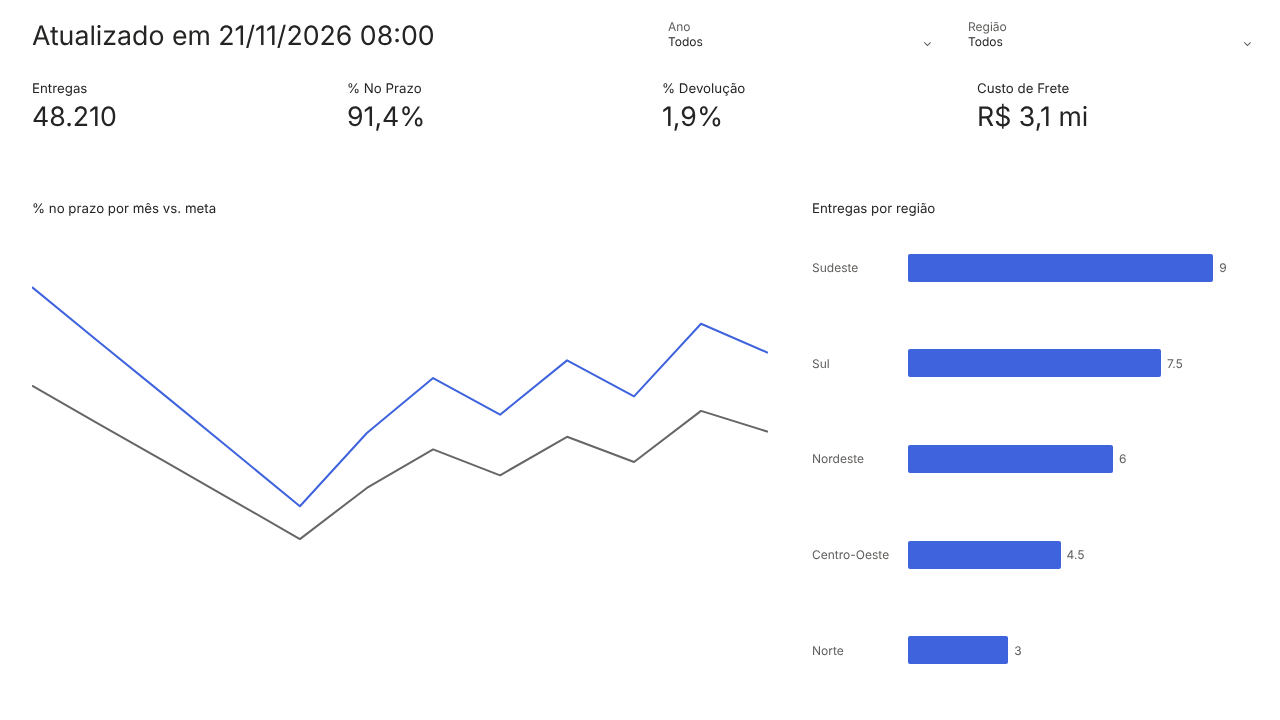 Atualizado em 21/11/2026 08:00
Ano
Todos
Região
Todos
Entregas
48.210
% No Prazo
91,4%
% Devolução
1,9%
Custo de Frete
R$ 3,1 mi
% no prazo por mês vs. meta
Entregas por região
Sudeste
9
Sul
7.5
Nordeste
6
Centro-Oeste
4.5
Norte
3